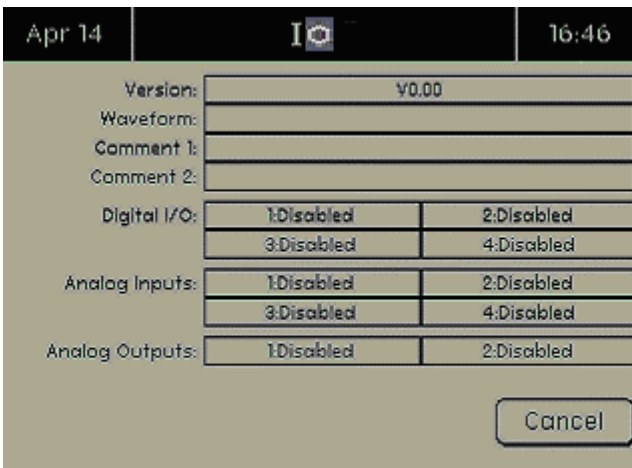 Apr 14 IO 16:46
Version: V0.00
Waveform:
Comment 1:
Comment 2:
Digital I/O: 1:Disabled 2:Disabled
3:Disabled 4:Disabled
Analog Inputs: 1:Disabled 2:Disabled
3:Disabled 4:Disabled
Analog Outputs: 1:Disabled 2:Disabled
Cancel